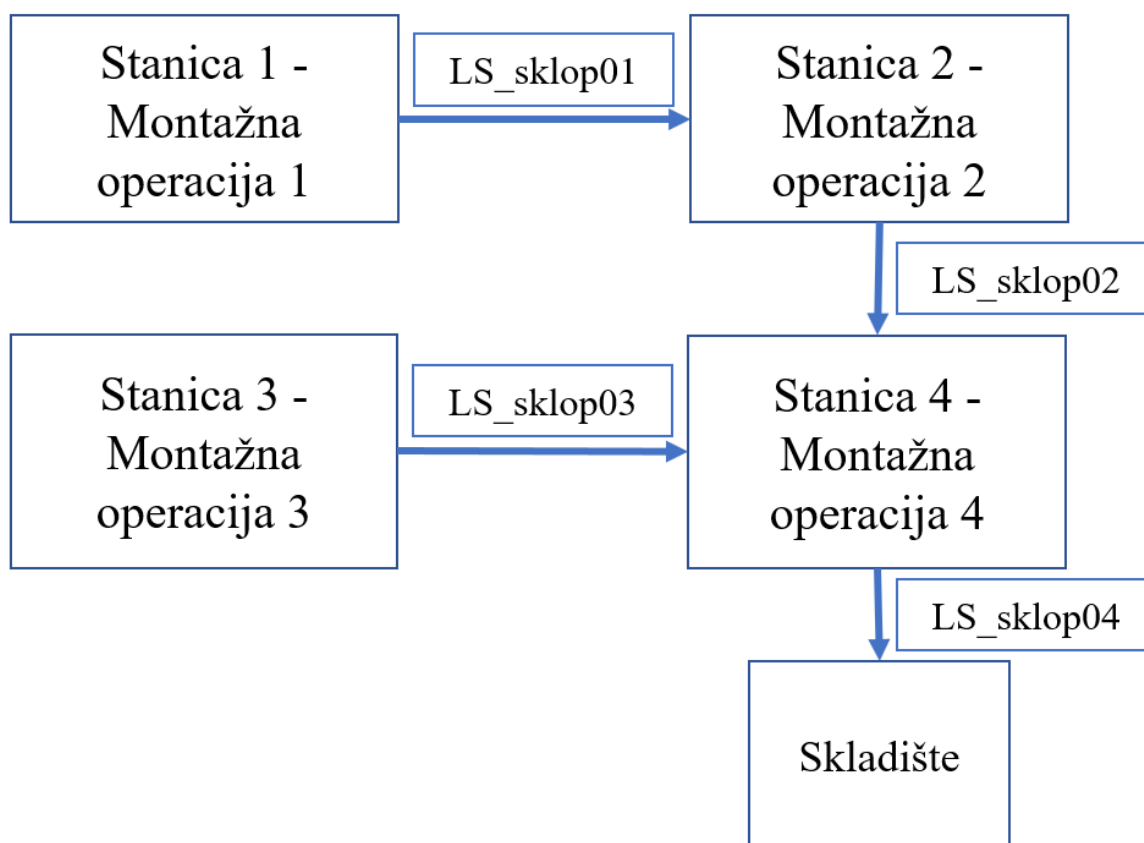 Stanica 1 -
Montažna
operacija 1
LS_sklop01
Stanica 2 -
Montažna
operacija 2
LS_sklop02
Stanica 3 -
Montažna
operacija 3
LS_sklop03
Stanica 4 -
Montažna
operacija 4
LS_sklop04
Skladište